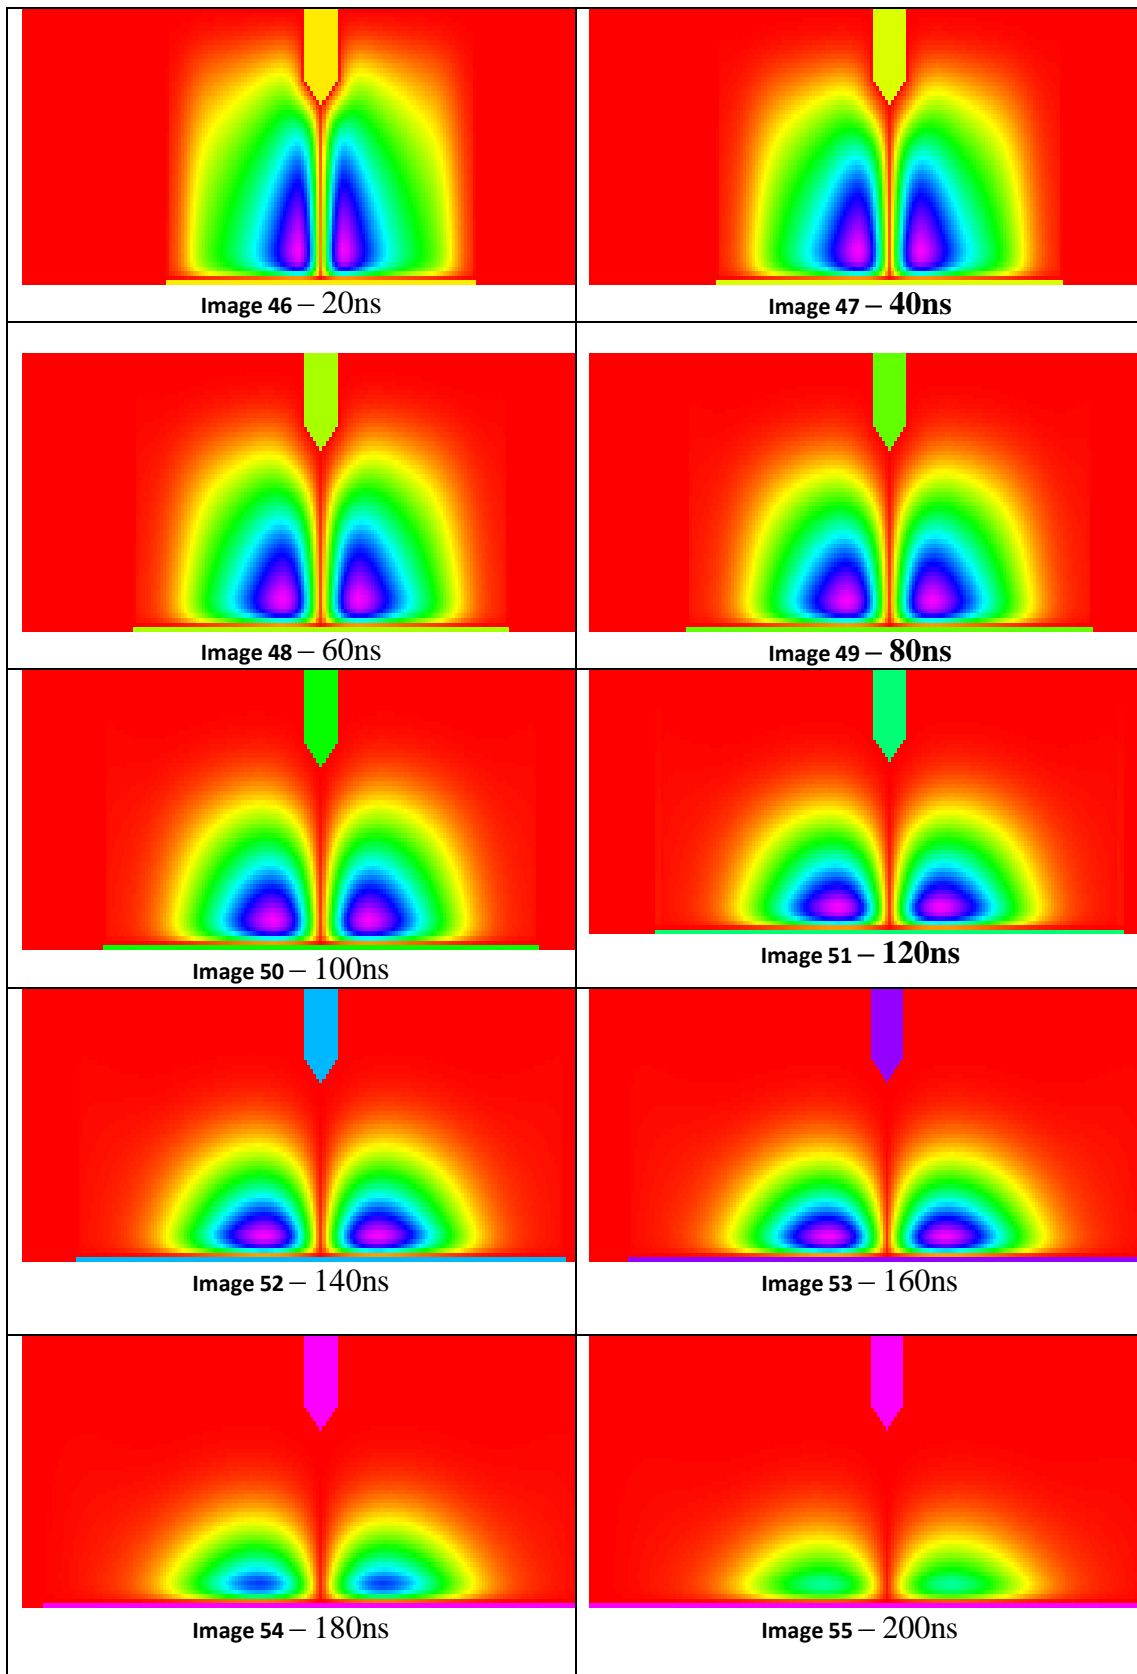 Image 46 – 20ns
Image 47 – 40ns
Image 48 – 60ns
Image 49 – 80ns
Image 50 – 100ns
Image 51 – 120ns
Image 52 – 140ns
Image 53 – 160ns
Image 54 – 180ns
Image 55 – 200ns